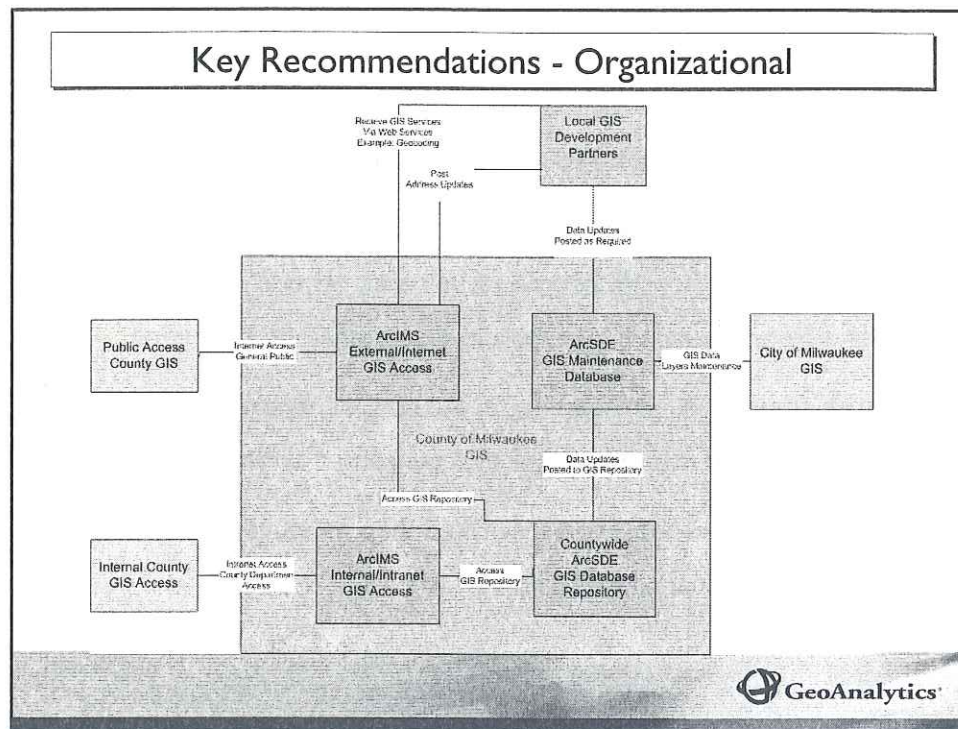 Key Recommendations - Organizational
Recieve GIS Services
Via Web Services
Example: Geocoding
Local GIS
Development
Partners
Post
Address Updates
Data Updates
Posted as Required
Public Access
County GIS
Internet Access
General Public
ArcIMS
External/Internet
GIS Access
ArcSDE
GIS Maintenance
Database
GIS Data
Layers Maintenance
City of Milwaukee
GIS
County of Milwaukee
GIS
Data Updates
Posted to GIS Repository
Access GIS Repository
Internal County
GIS Access
Intranet Access
County Department
Access
ArcIMS
Internal/Intranet
GIS Access
Access
GIS Repository
Countywide
ArcSDE
GIS Database
Repository
GeoAnalytics